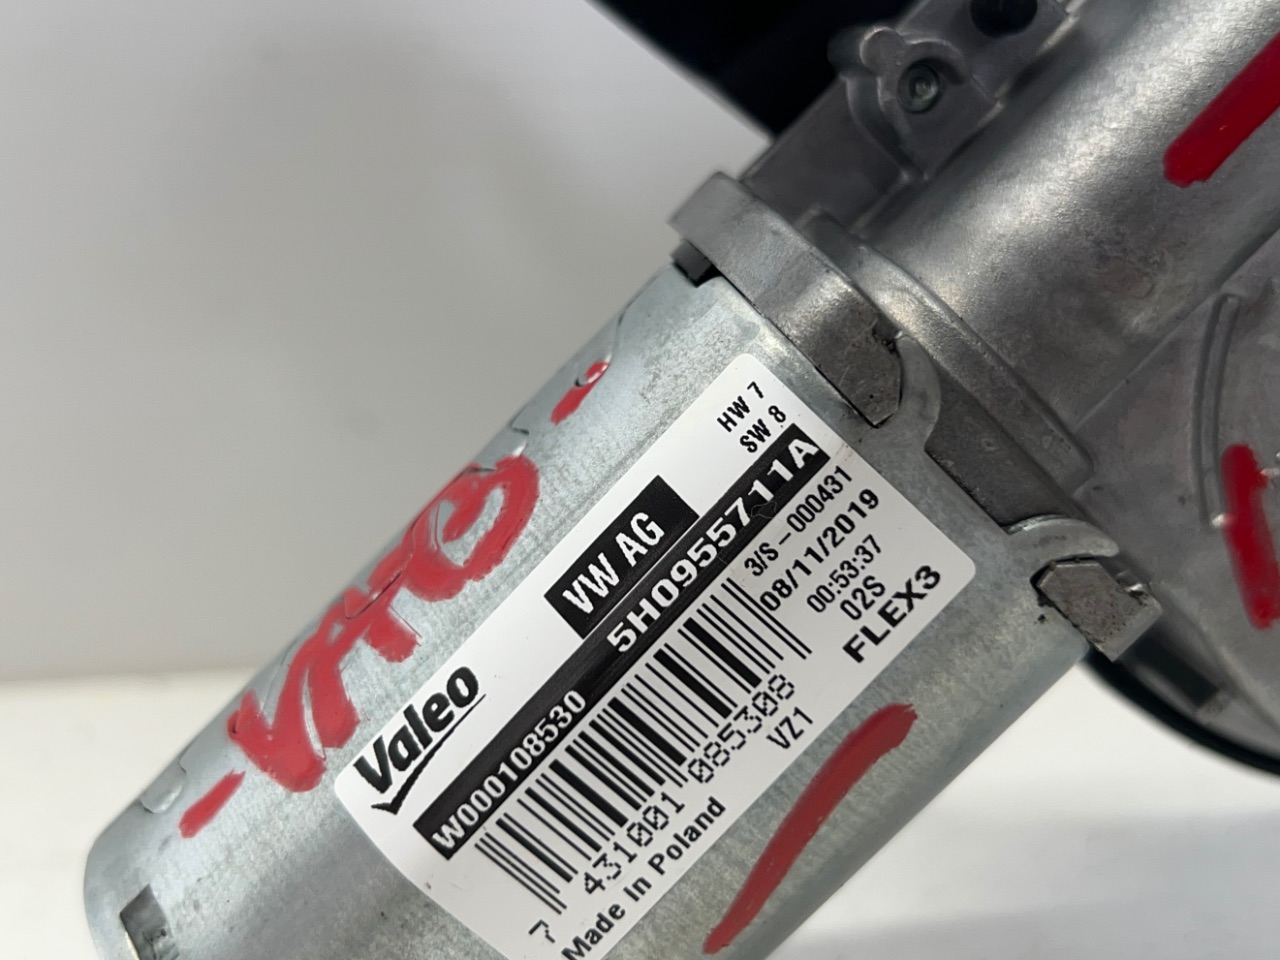 HW 7
SW 8
VW AG
5H0955711A
3/S-000431
08/11/2019
00:53:37
02S
FLEX3
Valeo
W000108530
7 431001 085308
VZ1
Made in Poland